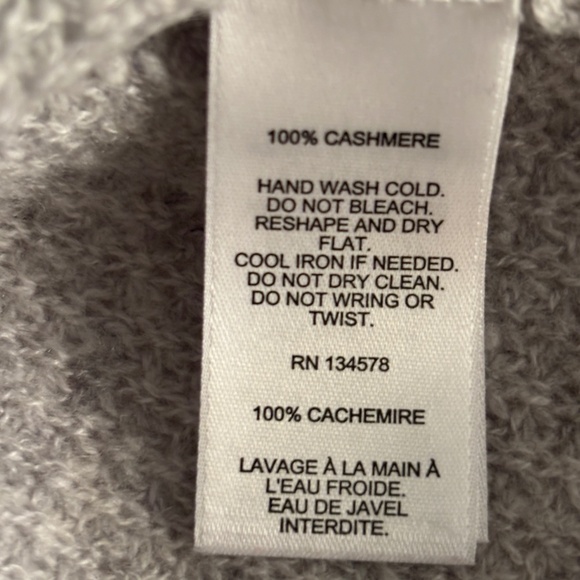 100% CASHMERE
HAND WASH COLD.
DO NOT BLEACH.
RESHAPE AND DRY
FLAT.
COOL IRON IF NEEDED.
DO NOT DRY CLEAN.
DO NOT WRING OR
TWIST.
RN 134578
100% CACHEMIRE
LAVAGE À LA MAIN À
L'EAU FROIDE.
EAU DE JAVEL
INTERDITE.